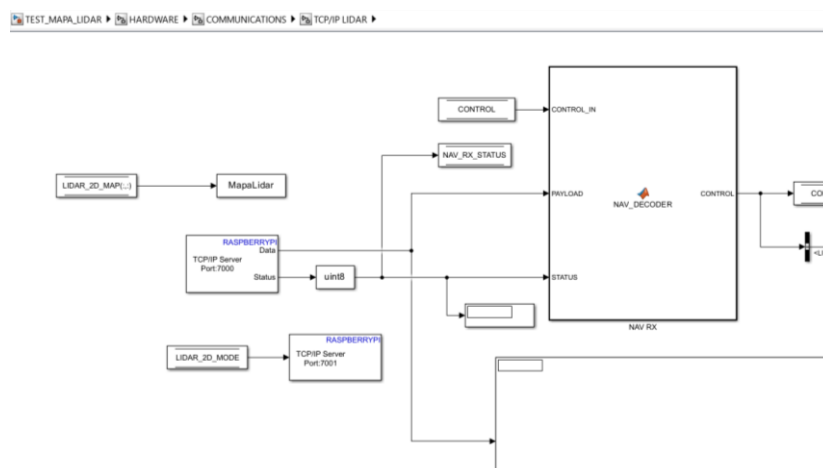 TEST_MAPA_LIDAR HARDWARE COMMUNICATIONS TCP/IP LIDAR
CONTROL
CONTROL_IN
NAV_RX_STATUS
LIDAR_2D_MAP(:,:)
MapaLidar
PAYLOAD
NAV_DECODER
CONTROL
RASPBERRYPI
Data
TCP/IP Server
Port:7000
Status
uint8
STATUS
NAV RX
RASPBERRYPI
LIDAR_2D_MODE
TCP/IP Server
Port:7001